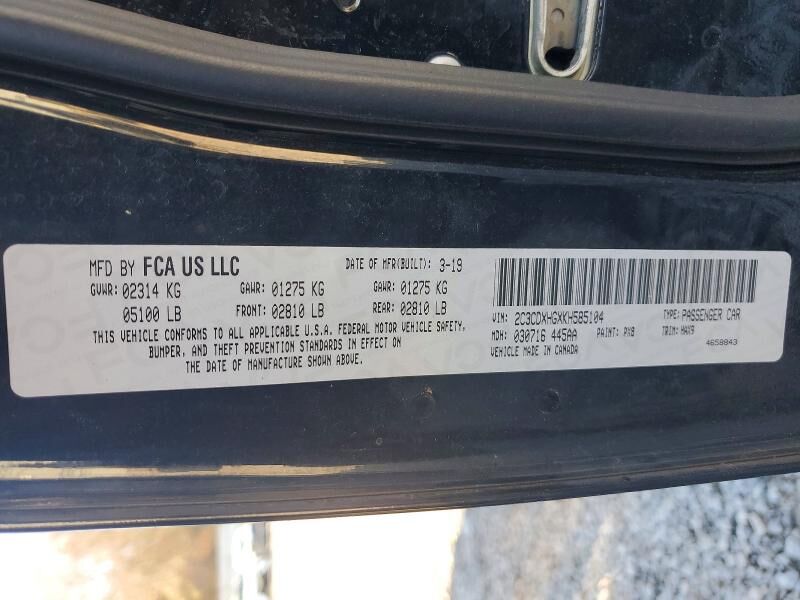 MFD BY FCA US LLC DATE OF MFR(BUILT): 3-19
GVWR: 02314 KG GAWR: 01275 KG GAWR: 01275 KG
05100 LB FRONT: 02810 LB REAR: 02810 LB
THIS VEHICLE CONFORMS TO ALL APPLICABLE U.S.A. FEDERAL MOTOR VEHICLE SAFETY,
BUMPER, AND THEFT PREVENTION STANDARDS IN EFFECT ON
THE DATE OF MANUFACTURE SHOWN ABOVE.
VIN: 2C3CDXHGXKH585104 TYPE: PASSENGER CAR
MDH: 030716 445AA PAINT: PX8 TRIM: HAX9
VEHICLE MADE IN CANADA 4658843